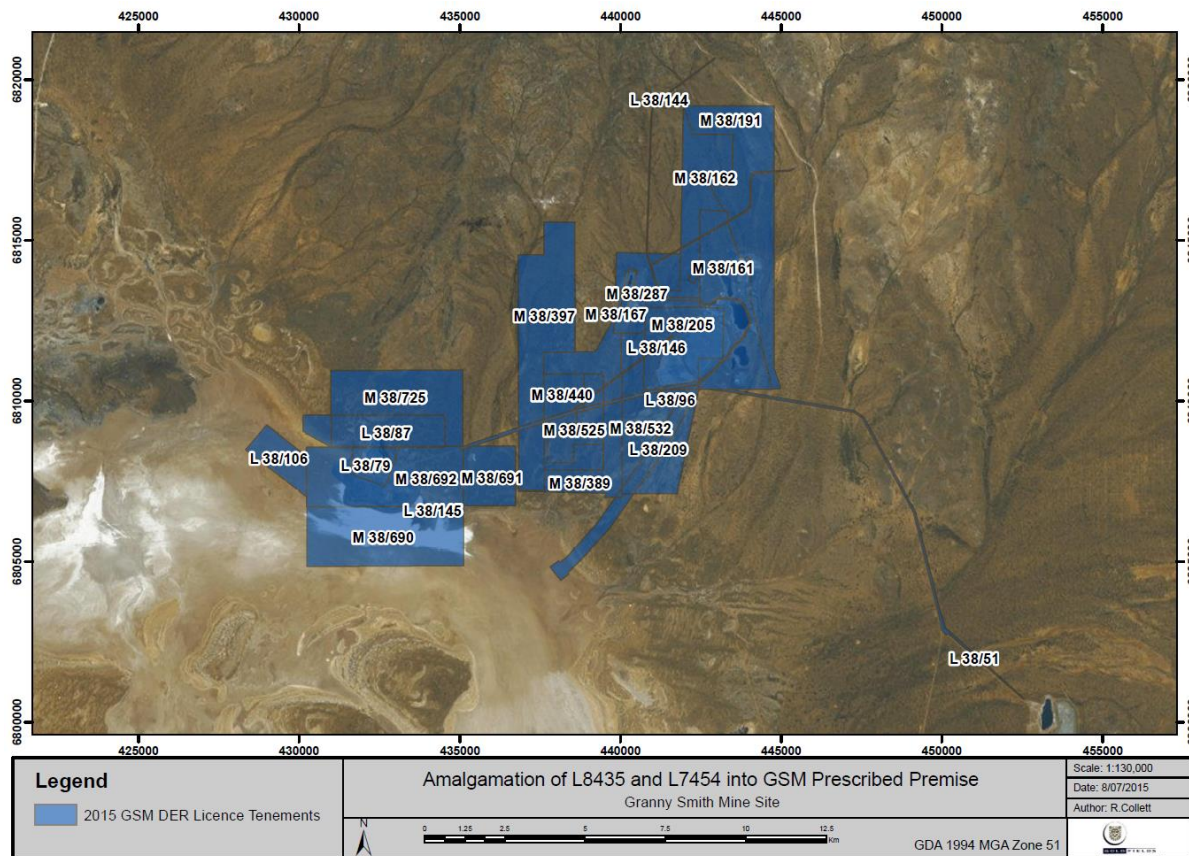 425000 430000 435000 440000 445000 450000 455000
6820000
6815000
6810000
6805000
6800000
L 38/144
M 38/191
M 38/162
M 38/161
M 38/287
M 38/397
M 38/167
M 38/205
L 38/146
M 38/725
M 38/440
L 38/96
L 38/87
M 38/525
M 38/532
L 38/106
L 38/79
L 38/209
M 38/692
M 38/691
M 38/389
L 38/145
M 38/690
L 38/51
425000 430000 435000 440000 445000 450000 455000
Legend
2015 GSM DER Licence Tenements
Amalgamation of L8435 and L7454 into GSM Prescribed Premise
Granny Smith Mine Site
N
0 1.25 2.5 5 7.5 10 12.5
Km
GDA 1994 MGA Zone 51
Scale: 1:130,000
Date: 8/07/2015
Author: R.Collett
GOLD FIELDS